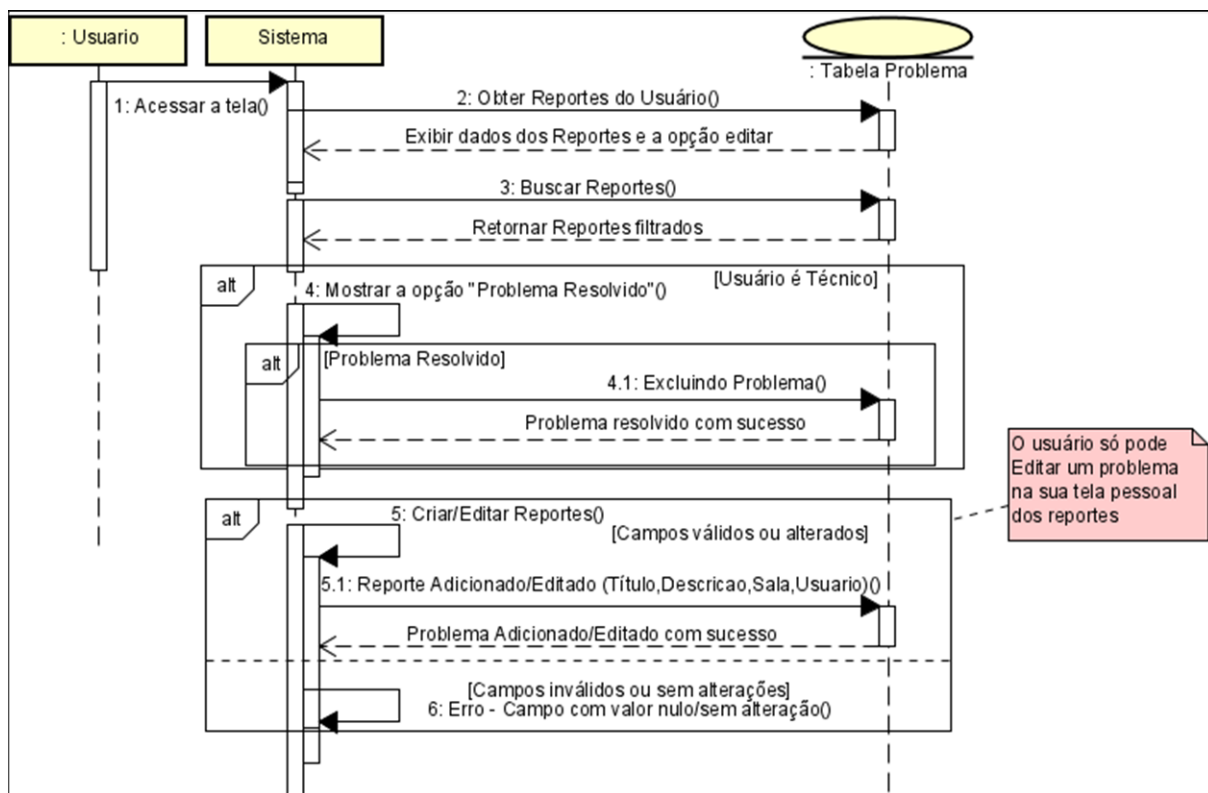 : Usuario
Sistema
: Tabela Problema
1: Acessar a tela()
2: Obter Reportes do Usuário()
Exibir dados dos Reportes e a opção editar
3: Buscar Reportes()
Retornar Reportes filtrados
alt
[Usuário é Técnico]
4: Mostrar a opção "Problema Resolvido"()
alt
[Problema Resolvido]
4.1: Excluindo Problema()
Problema resolvido com sucesso
O usuário só pode
Editar um problema
na sua tela pessoal
dos reportes
alt
5: Criar/Editar Reportes()
[Campos válidos ou alterados]
5.1: Reporte Adicionado/Editado (Título,Descricao,Sala,Usuario)()
Problema Adicionado/Editado com sucesso
[Campos inválidos ou sem alterações]
6: Erro - Campo com valor nulo/sem alteração()